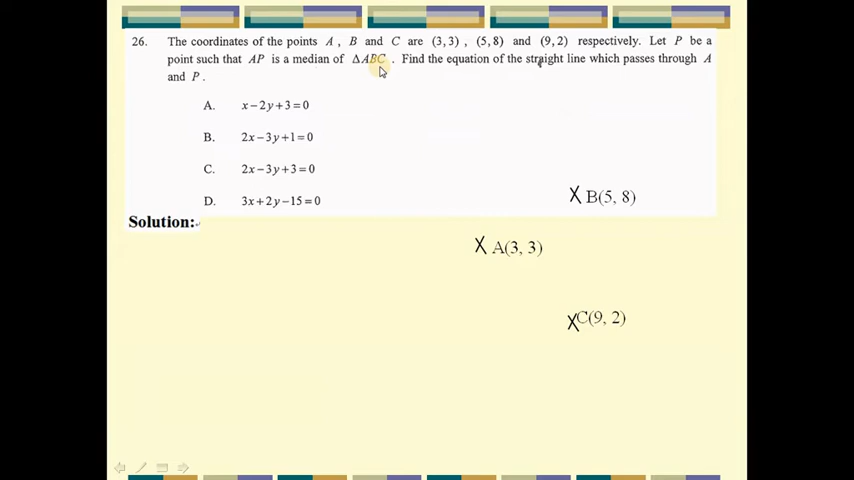 26. The coordinates of the points A , B and C are (3, 3) , (5, 8) and (9, 2) respectively. Let P be a
point such that AP is a median of ΔABC . Find the equation of the straight line which passes through A
and P .
A. x−2y+3=0
B. 2x−3y+1=0
C. 2x−3y+3=0
D. 3x+2y−15=0
X B(5, 8)
Solution:
X A(3, 3)
X C(9, 2)